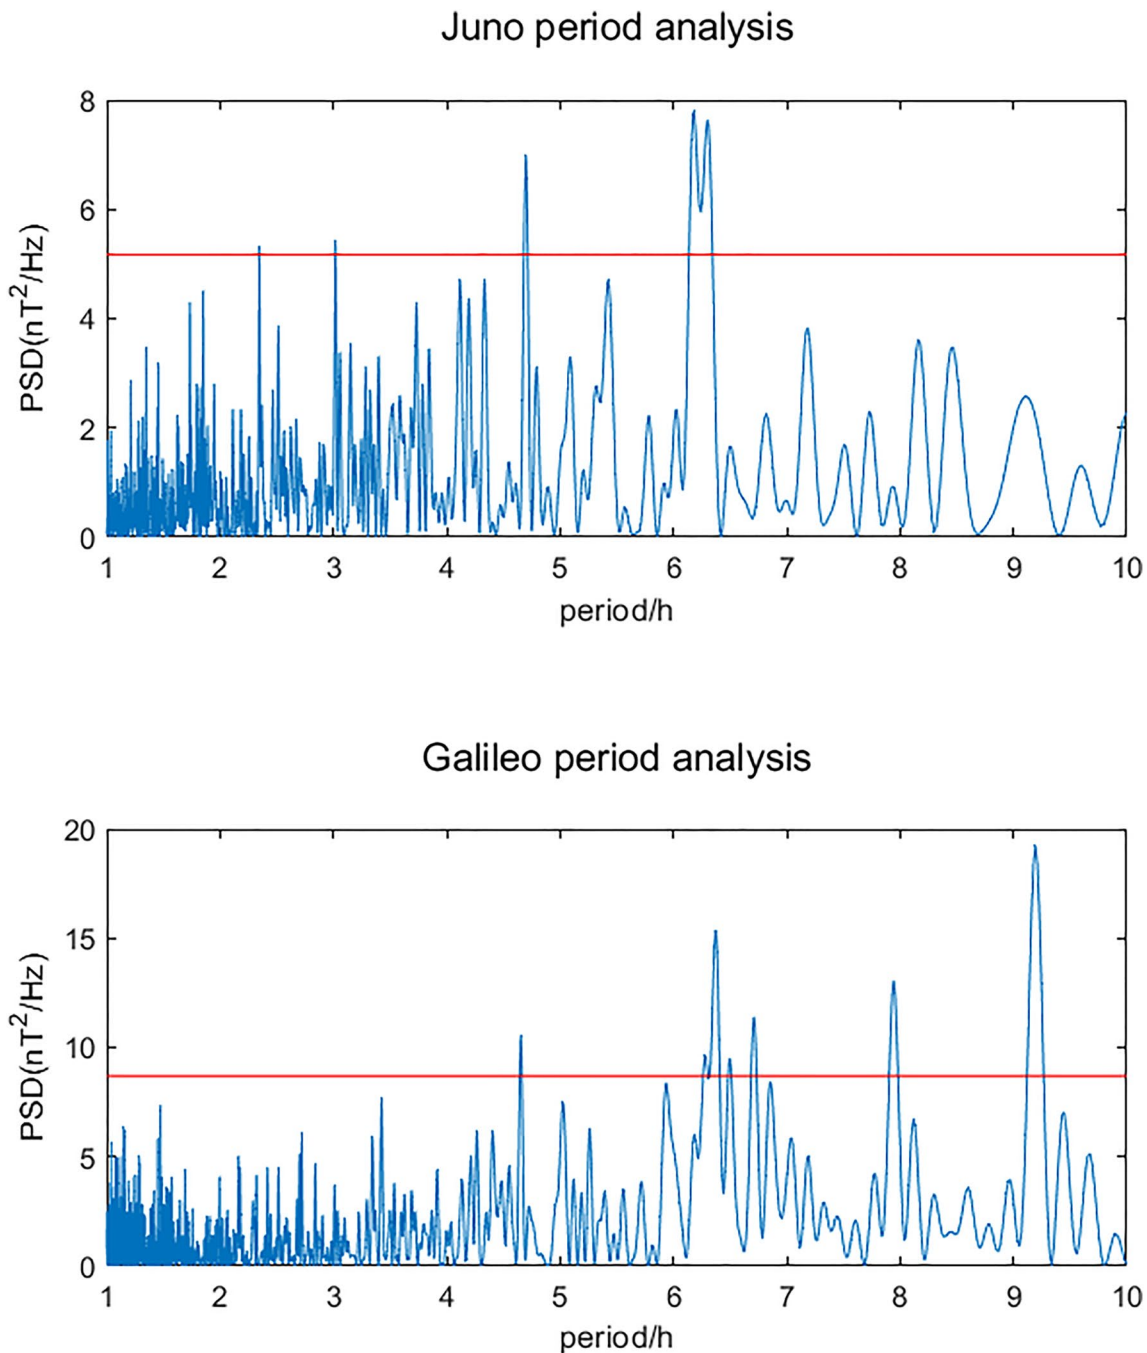 Juno period analysis
8
6
4
2
0
PSD(nT²/Hz)
1 2 3 4 5 6 7 8 9 10
period/h
Galileo period analysis
20
15
10
5
0
PSD(nT²/Hz)
1 2 3 4 5 6 7 8 9 10
period/h